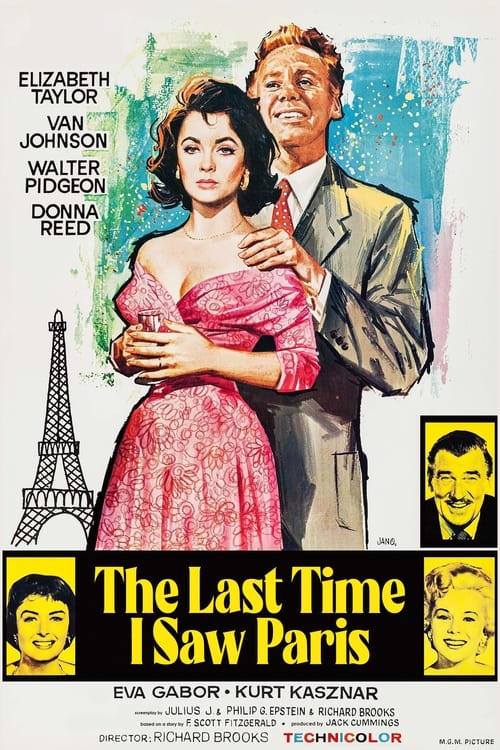 ELIZABETH
TAYLOR
VAN
JOHNSON
WALTER
PIDGEON
DONNA
REED
JANO.
The Last Time
I Saw Paris
EVA GABOR · KURT KASZNAR
screenplay by JULIUS J. & PHILIP G. EPSTEIN & RICHARD BROOKS
based on a story by F. SCOTT FITZGERALD · produced by JACK CUMMINGS
DIRECTOR: RICHARD BROOKS TECHNICOLOR M.G.M. PICTURE